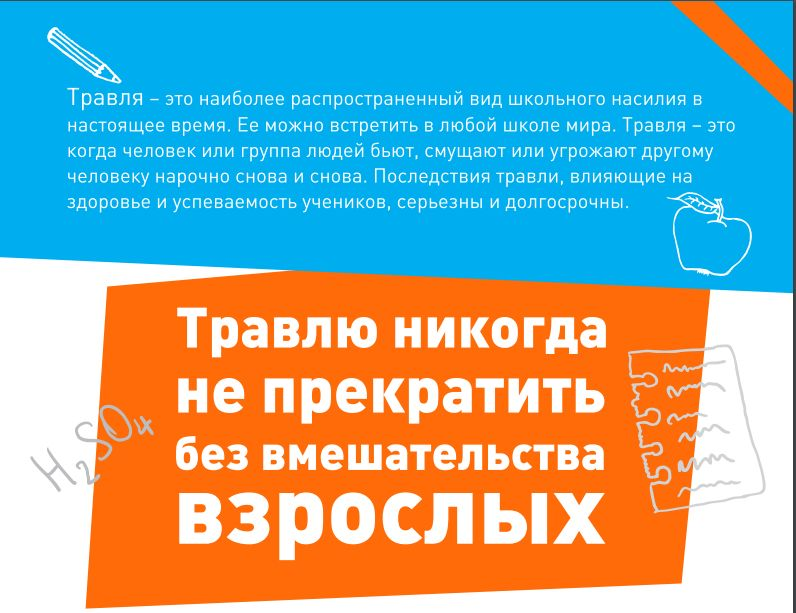 Травля – это наиболее распространенный вид школьного насилия в
настоящее время. Ее можно встретить в любой школе мира. Травля – это
когда человек или группа людей бьют, смущают или угрожают другому
человеку нарочно снова и снова. Последствия травли, влияющие на
здоровье и успеваемость учеников, серьезны и долгосрочны.
Травлю никогда
не прекратить
без вмешательства
взрослых
H2SO4